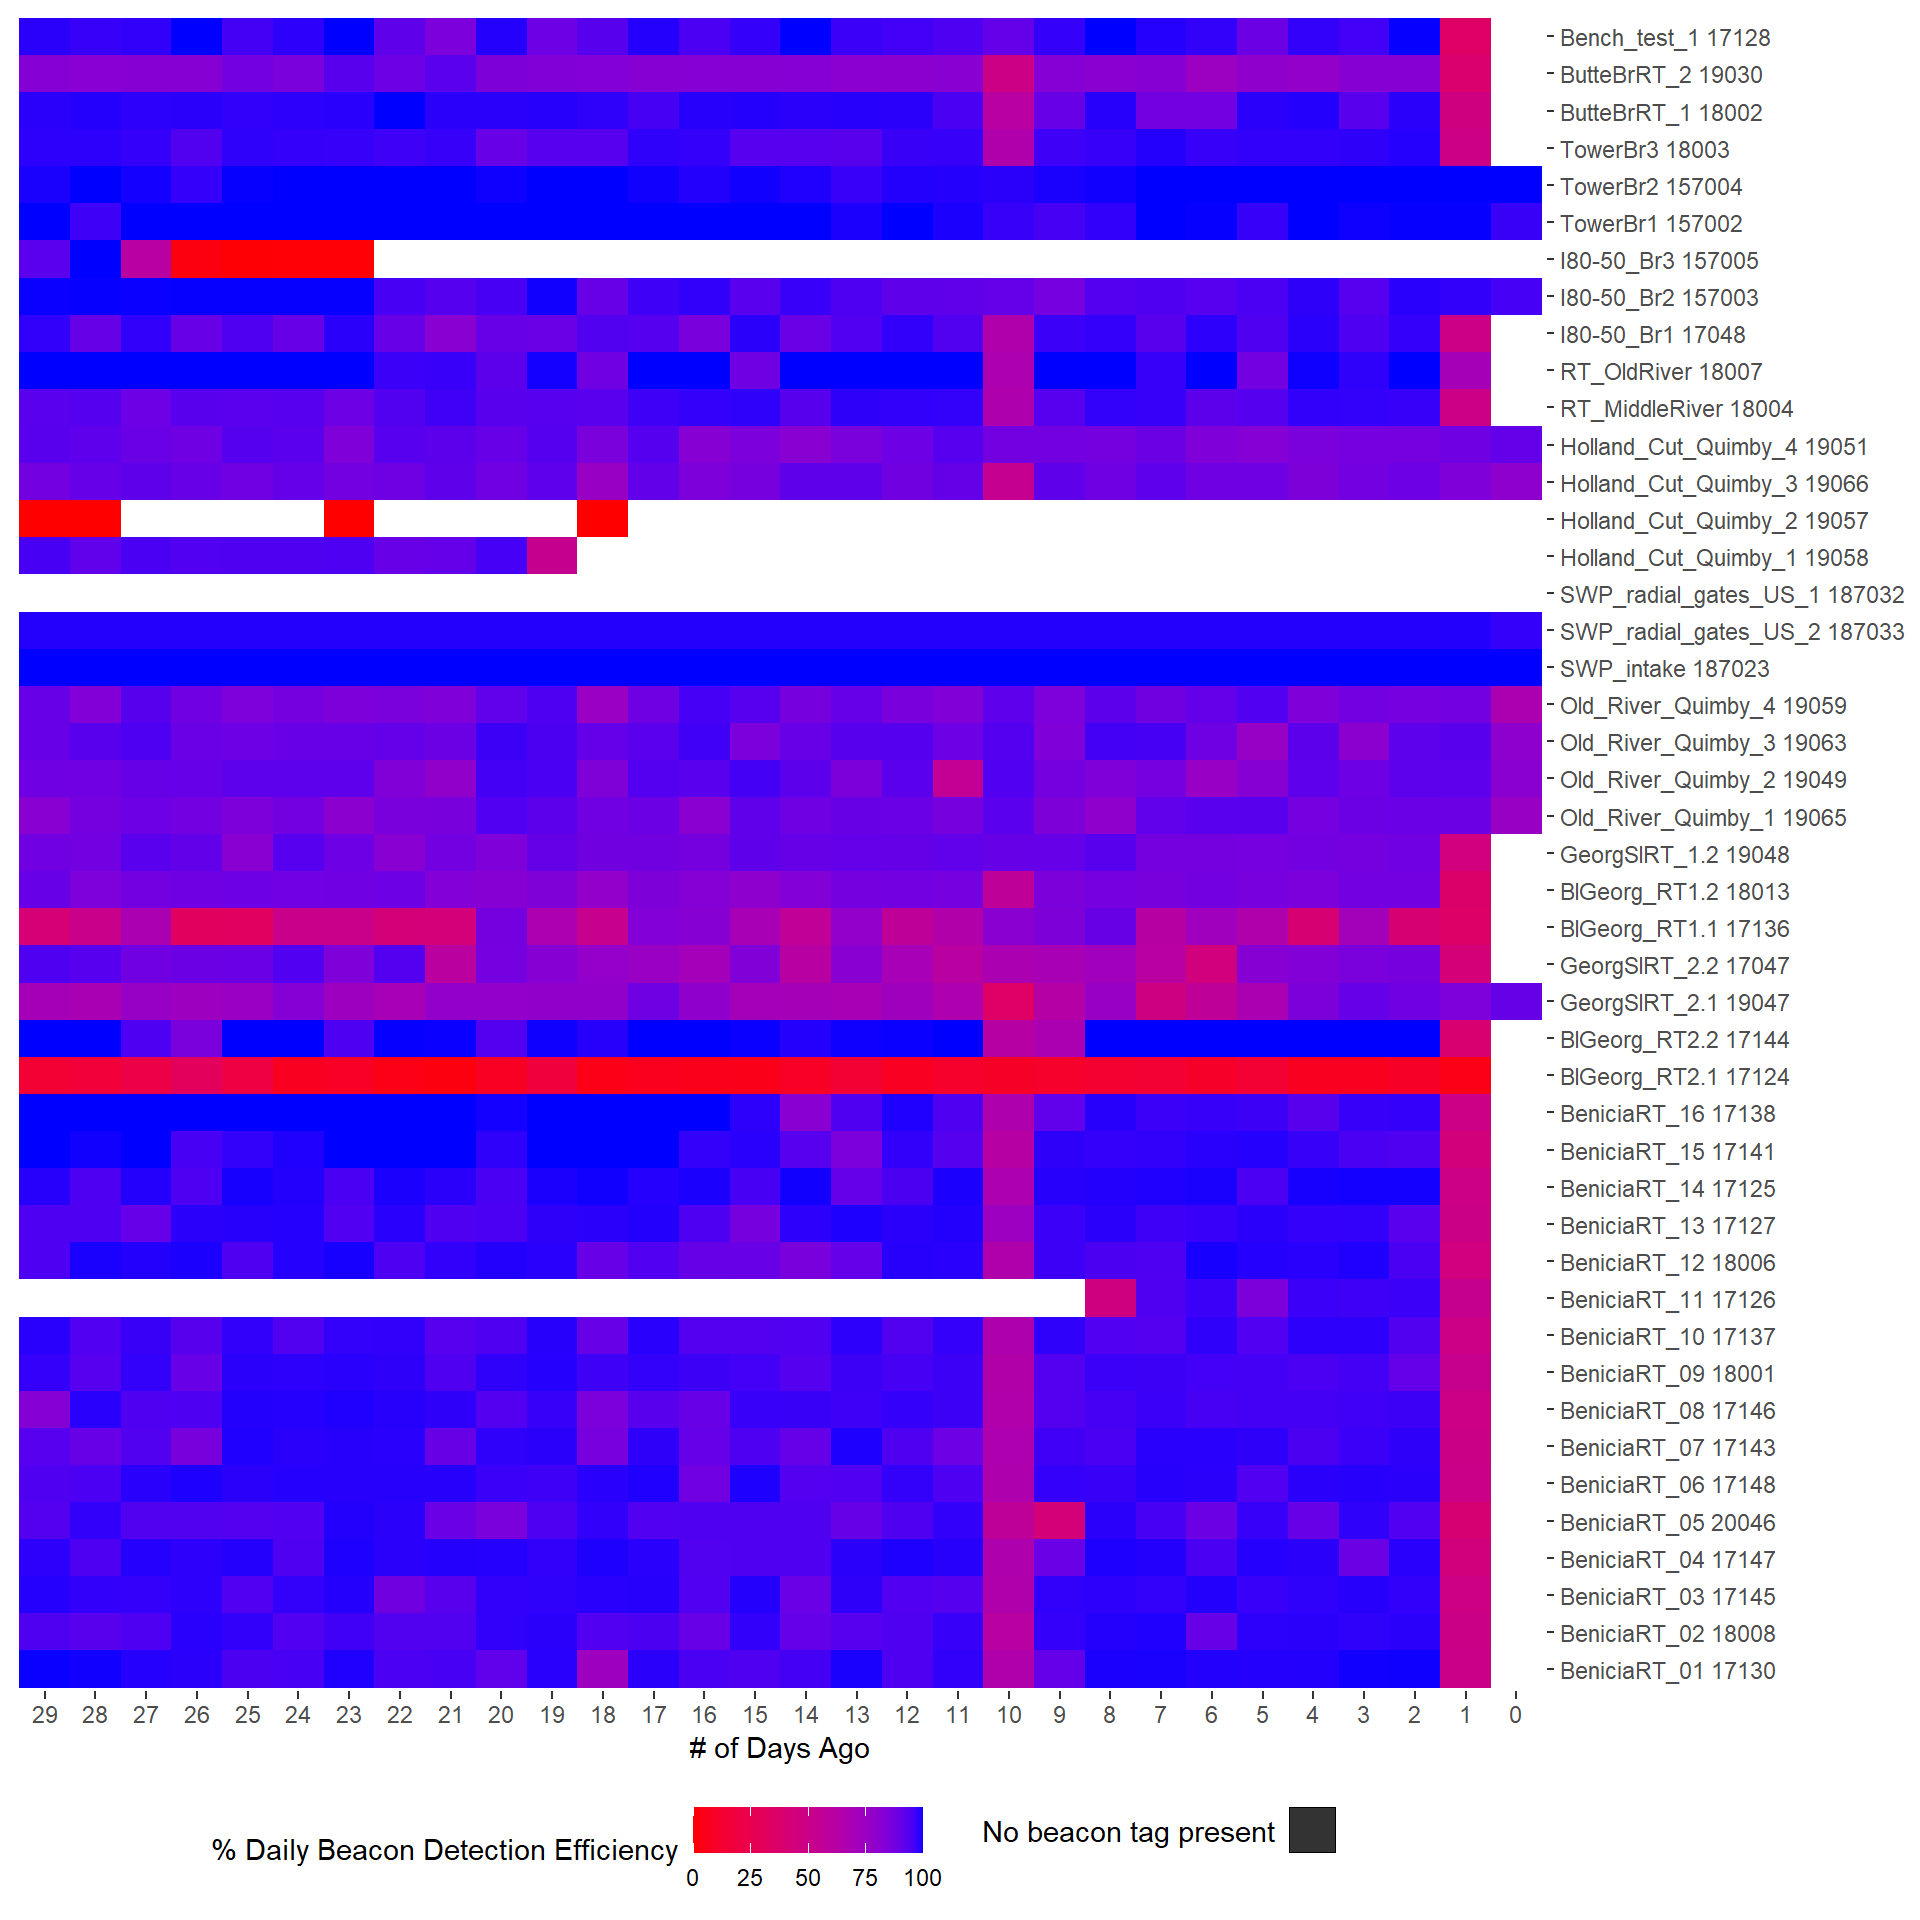 Bench_test_1 17128
ButteBrRT_2 19030
ButteBrRT_1 18002
TowerBr3 18003
TowerBr2 157004
TowerBr1 157002
I80-50_Br3 157005
I80-50_Br2 157003
I80-50_Br1 17048
RT_OldRiver 18007
RT_MiddleRiver 18004
Holland_Cut_Quimby_4 19051
Holland_Cut_Quimby_3 19066
Holland_Cut_Quimby_2 19057
Holland_Cut_Quimby_1 19058
SWP_radial_gates_US_1 187032
SWP_radial_gates_US_2 187033
SWP_intake 187023
Old_River_Quimby_4 19059
Old_River_Quimby_3 19063
Old_River_Quimby_2 19049
Old_River_Quimby_1 19065
GeorgSlRT_1.2 19048
BlGeorg_RT1.2 18013
BlGeorg_RT1.1 17136
GeorgSlRT_2.2 17047
GeorgSlRT_2.1 19047
BlGeorg_RT2.2 17144
BlGeorg_RT2.1 17124
BeniciaRT_16 17138
BeniciaRT_15 17141
BeniciaRT_14 17125
BeniciaRT_13 17127
BeniciaRT_12 18006
BeniciaRT_11 17126
BeniciaRT_10 17137
BeniciaRT_09 18001
BeniciaRT_08 17146
BeniciaRT_07 17143
BeniciaRT_06 17148
BeniciaRT_05 20046
BeniciaRT_04 17147
BeniciaRT_03 17145
BeniciaRT_02 18008
BeniciaRT_01 17130
29 28 27 26 25 24 23 22 21 20 19 18 17 16 15 14 13 12 11 10 9 8 7 6 5 4 3 2 1 0
# of Days Ago
% Daily Beacon Detection Efficiency
0 25 50 75 100
No beacon tag present